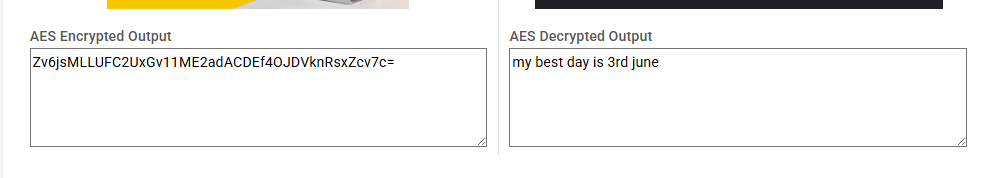 AES Encrypted Output
Zv6jsMLLUFC2UxGv11ME2adACDEf4OJDVknRsxZcv7c=
AES Decrypted Output
my best day is 3rd june